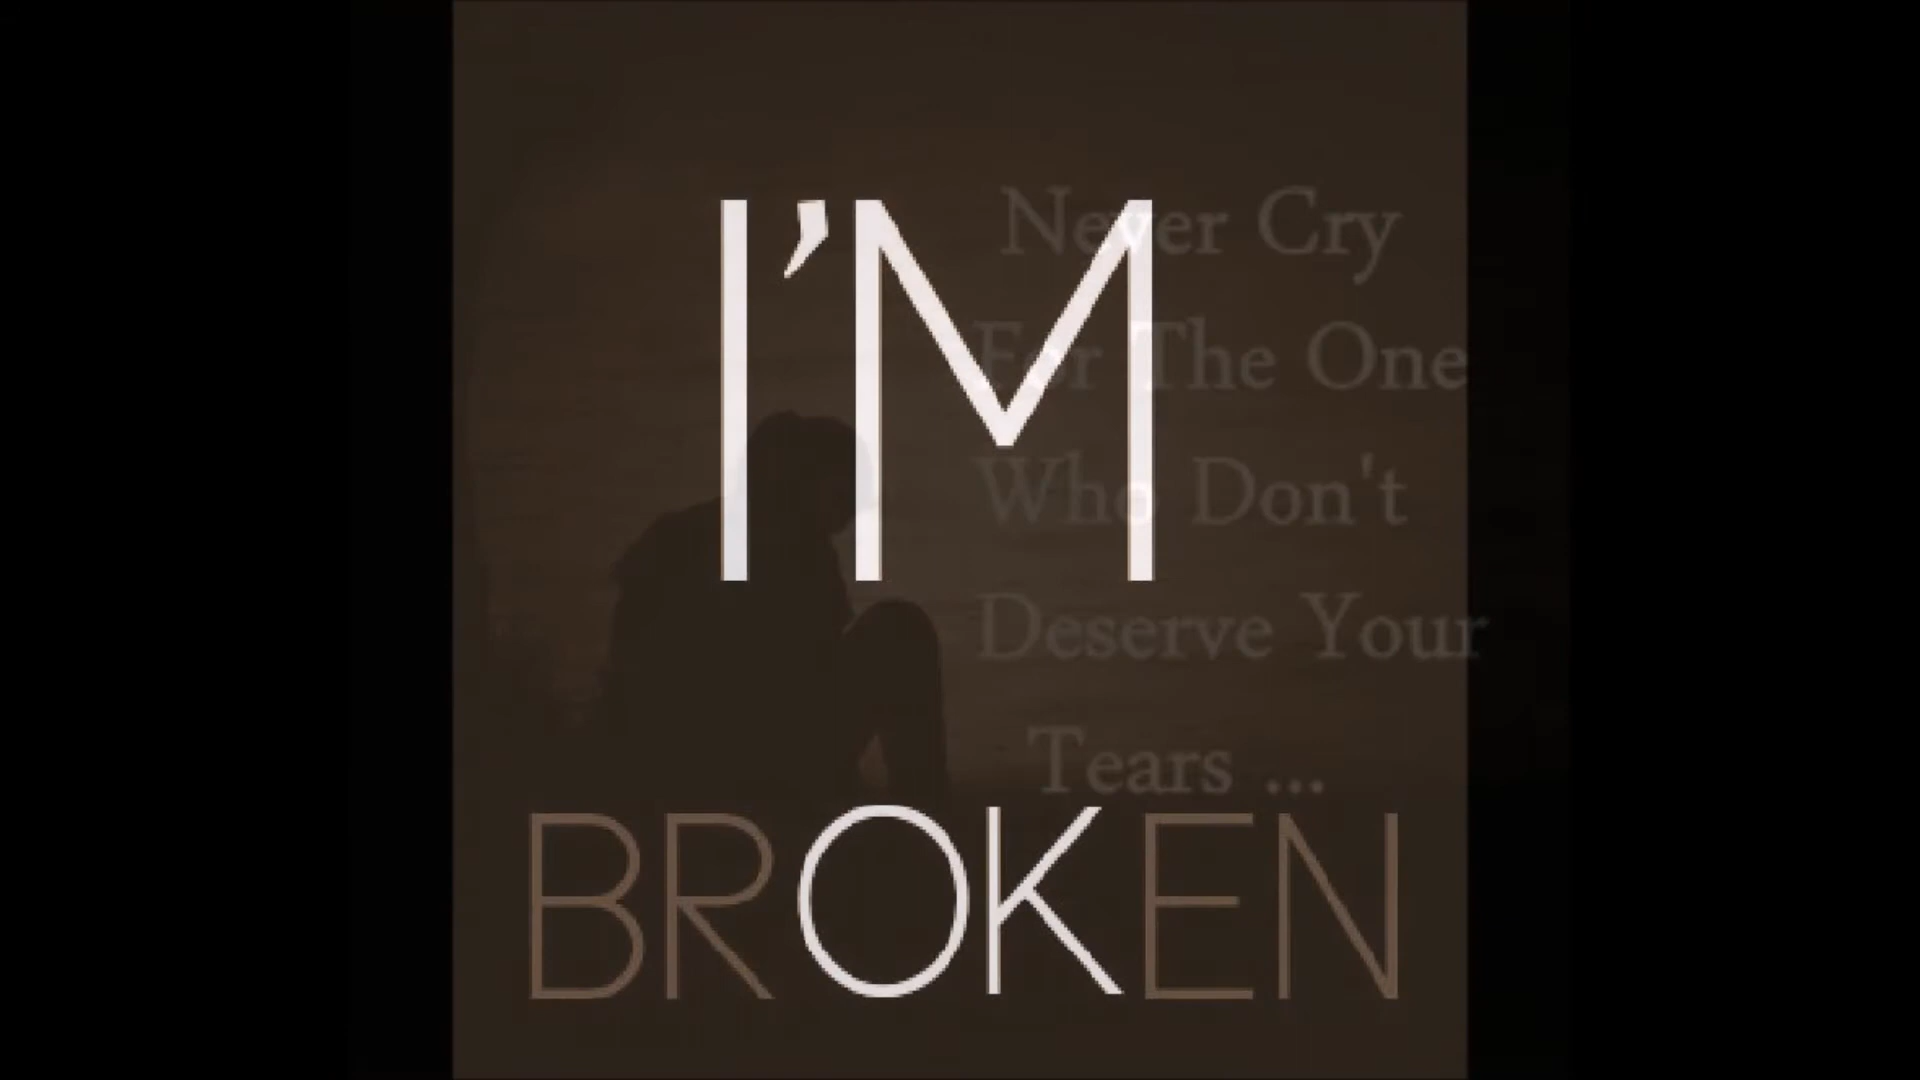 I'M
BROKEN
Never Cry
For The One
Who Don't
Deserve Your
Tears ...